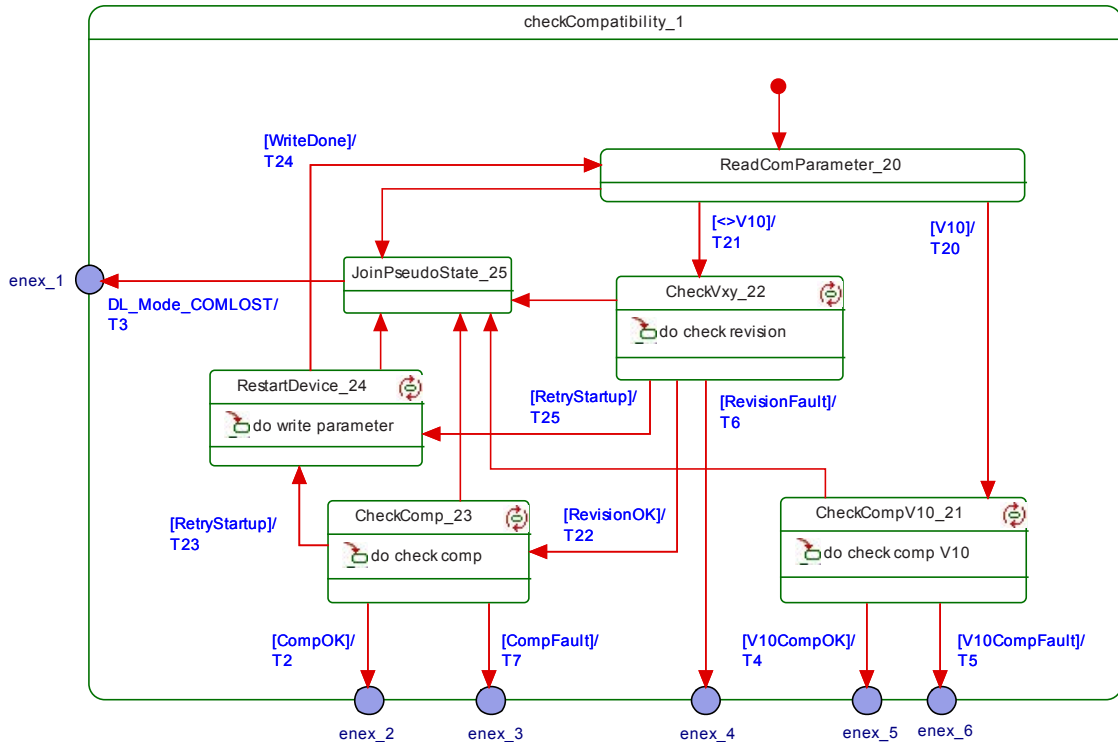 checkCompatibility_1
[WriteDone]/
T24
ReadComParameter_20
[<>V10]/
T21
[V10]/
T20
enex_1
DL_Mode_COMLOST/
T3
JoinPseudoState_25
CheckVxy_22
do check revision
RestartDevice_24
do write parameter
[RetryStartup]/
T25
[RevisionFault]/
T6
[RetryStartup]/
T23
CheckComp_23
do check comp
[RevisionOK]/
T22
CheckCompV10_21
do check comp V10
[CompOK]/
T2
[CompFault]/
T7
[V10CompOK]/
T4
[V10CompFault]/
T5
enex_2
enex_3
enex_4
enex_5
enex_6